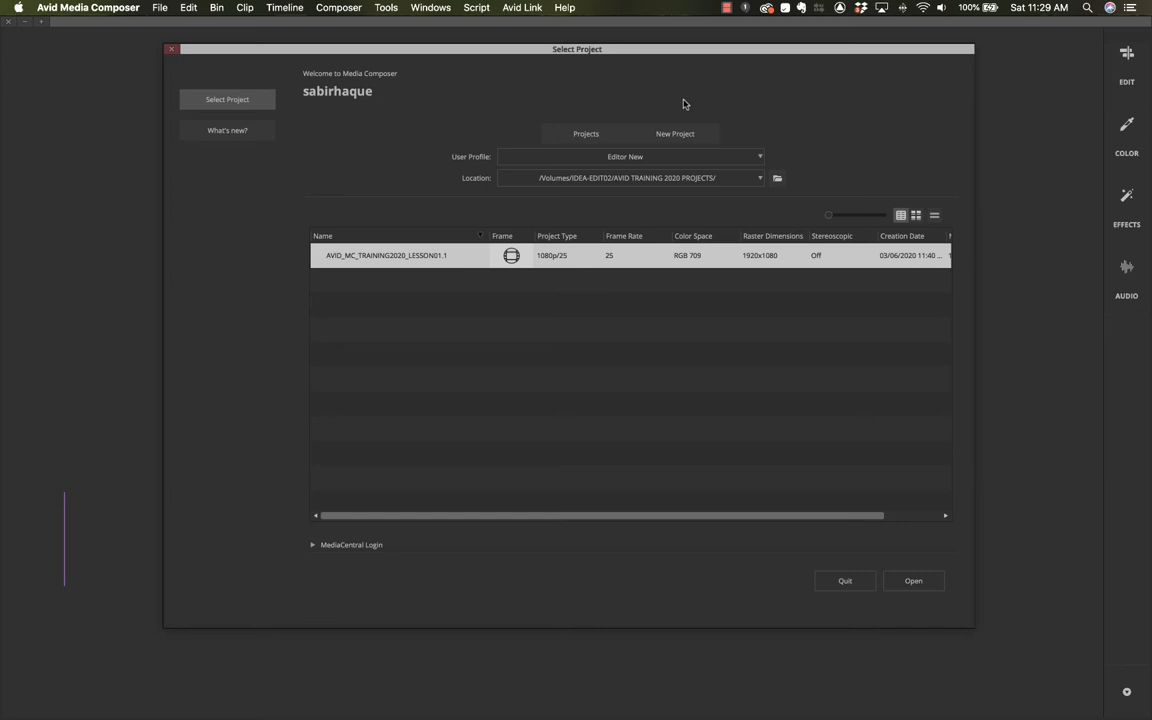 Avid Media Composer File Edit Bin Clip Timeline Composer Tools Windows Script Avid Link Help 100% Sat 11:29 AM
Select Project
Welcome to Media Composer
sabirhaque
Select Project
What's new?
Projects New Project
User Profile: Editor New
Location: /Volumes/IDEA-EDIT02/AVID TRAINING 2020 PROJECTS/
Name Frame Project Type Frame Rate Color Space Raster Dimensions Stereoscopic Creation Date
AVID_MC_TRAINING2020_LESSON01.1 1080p/25 25 RGB 709 1920x1080 Off 03/06/2020 11:40 ...
MediaCentral Login
Quit Open
EDIT
COLOR
EFFECTS
AUDIO